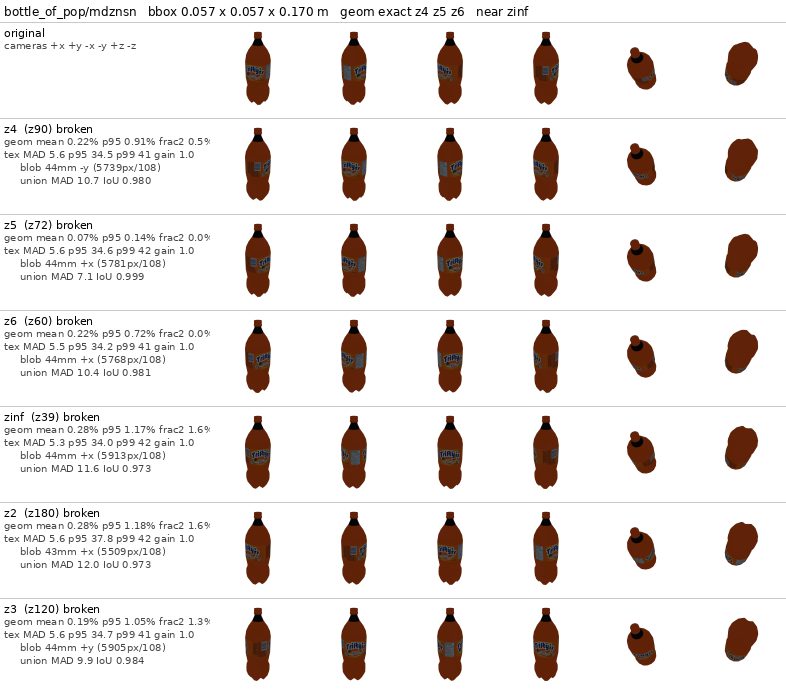 bottle_of_pop/mdznsn   bbox 0.057 x 0.057 x 0.170 m   geom exact z4 z5 z6   near zinf
original
cameras +x +y -x -y +z -z
z4  (z90) broken
geom mean 0.22% p95 0.91% frac2 0.5%
tex MAD 5.6 p95 34.5 p99 41 gain 1.0
blob 44mm -y (5739px/108)
union MAD 10.7 IoU 0.980
z5  (z72) broken
geom mean 0.07% p95 0.14% frac2 0.0%
tex MAD 5.6 p95 34.6 p99 42 gain 1.0
blob 44mm +x (5781px/108)
union MAD 7.1 IoU 0.999
z6  (z60) broken
geom mean 0.22% p95 0.72% frac2 0.0%
tex MAD 5.5 p95 34.2 p99 41 gain 1.0
blob 44mm +x (5768px/108)
union MAD 10.4 IoU 0.981
zinf  (z39) broken
geom mean 0.28% p95 1.17% frac2 1.6%
tex MAD 5.3 p95 34.0 p99 42 gain 1.0
blob 44mm +x (5913px/108)
union MAD 11.6 IoU 0.973
z2  (z180) broken
geom mean 0.28% p95 1.18% frac2 1.6%
tex MAD 5.6 p95 37.8 p99 42 gain 1.0
blob 43mm +x (5509px/108)
union MAD 12.0 IoU 0.973
z3  (z120) broken
geom mean 0.19% p95 1.05% frac2 1.3%
tex MAD 5.6 p95 34.7 p99 41 gain 1.0
blob 44mm +y (5905px/108)
union MAD 9.9 IoU 0.984